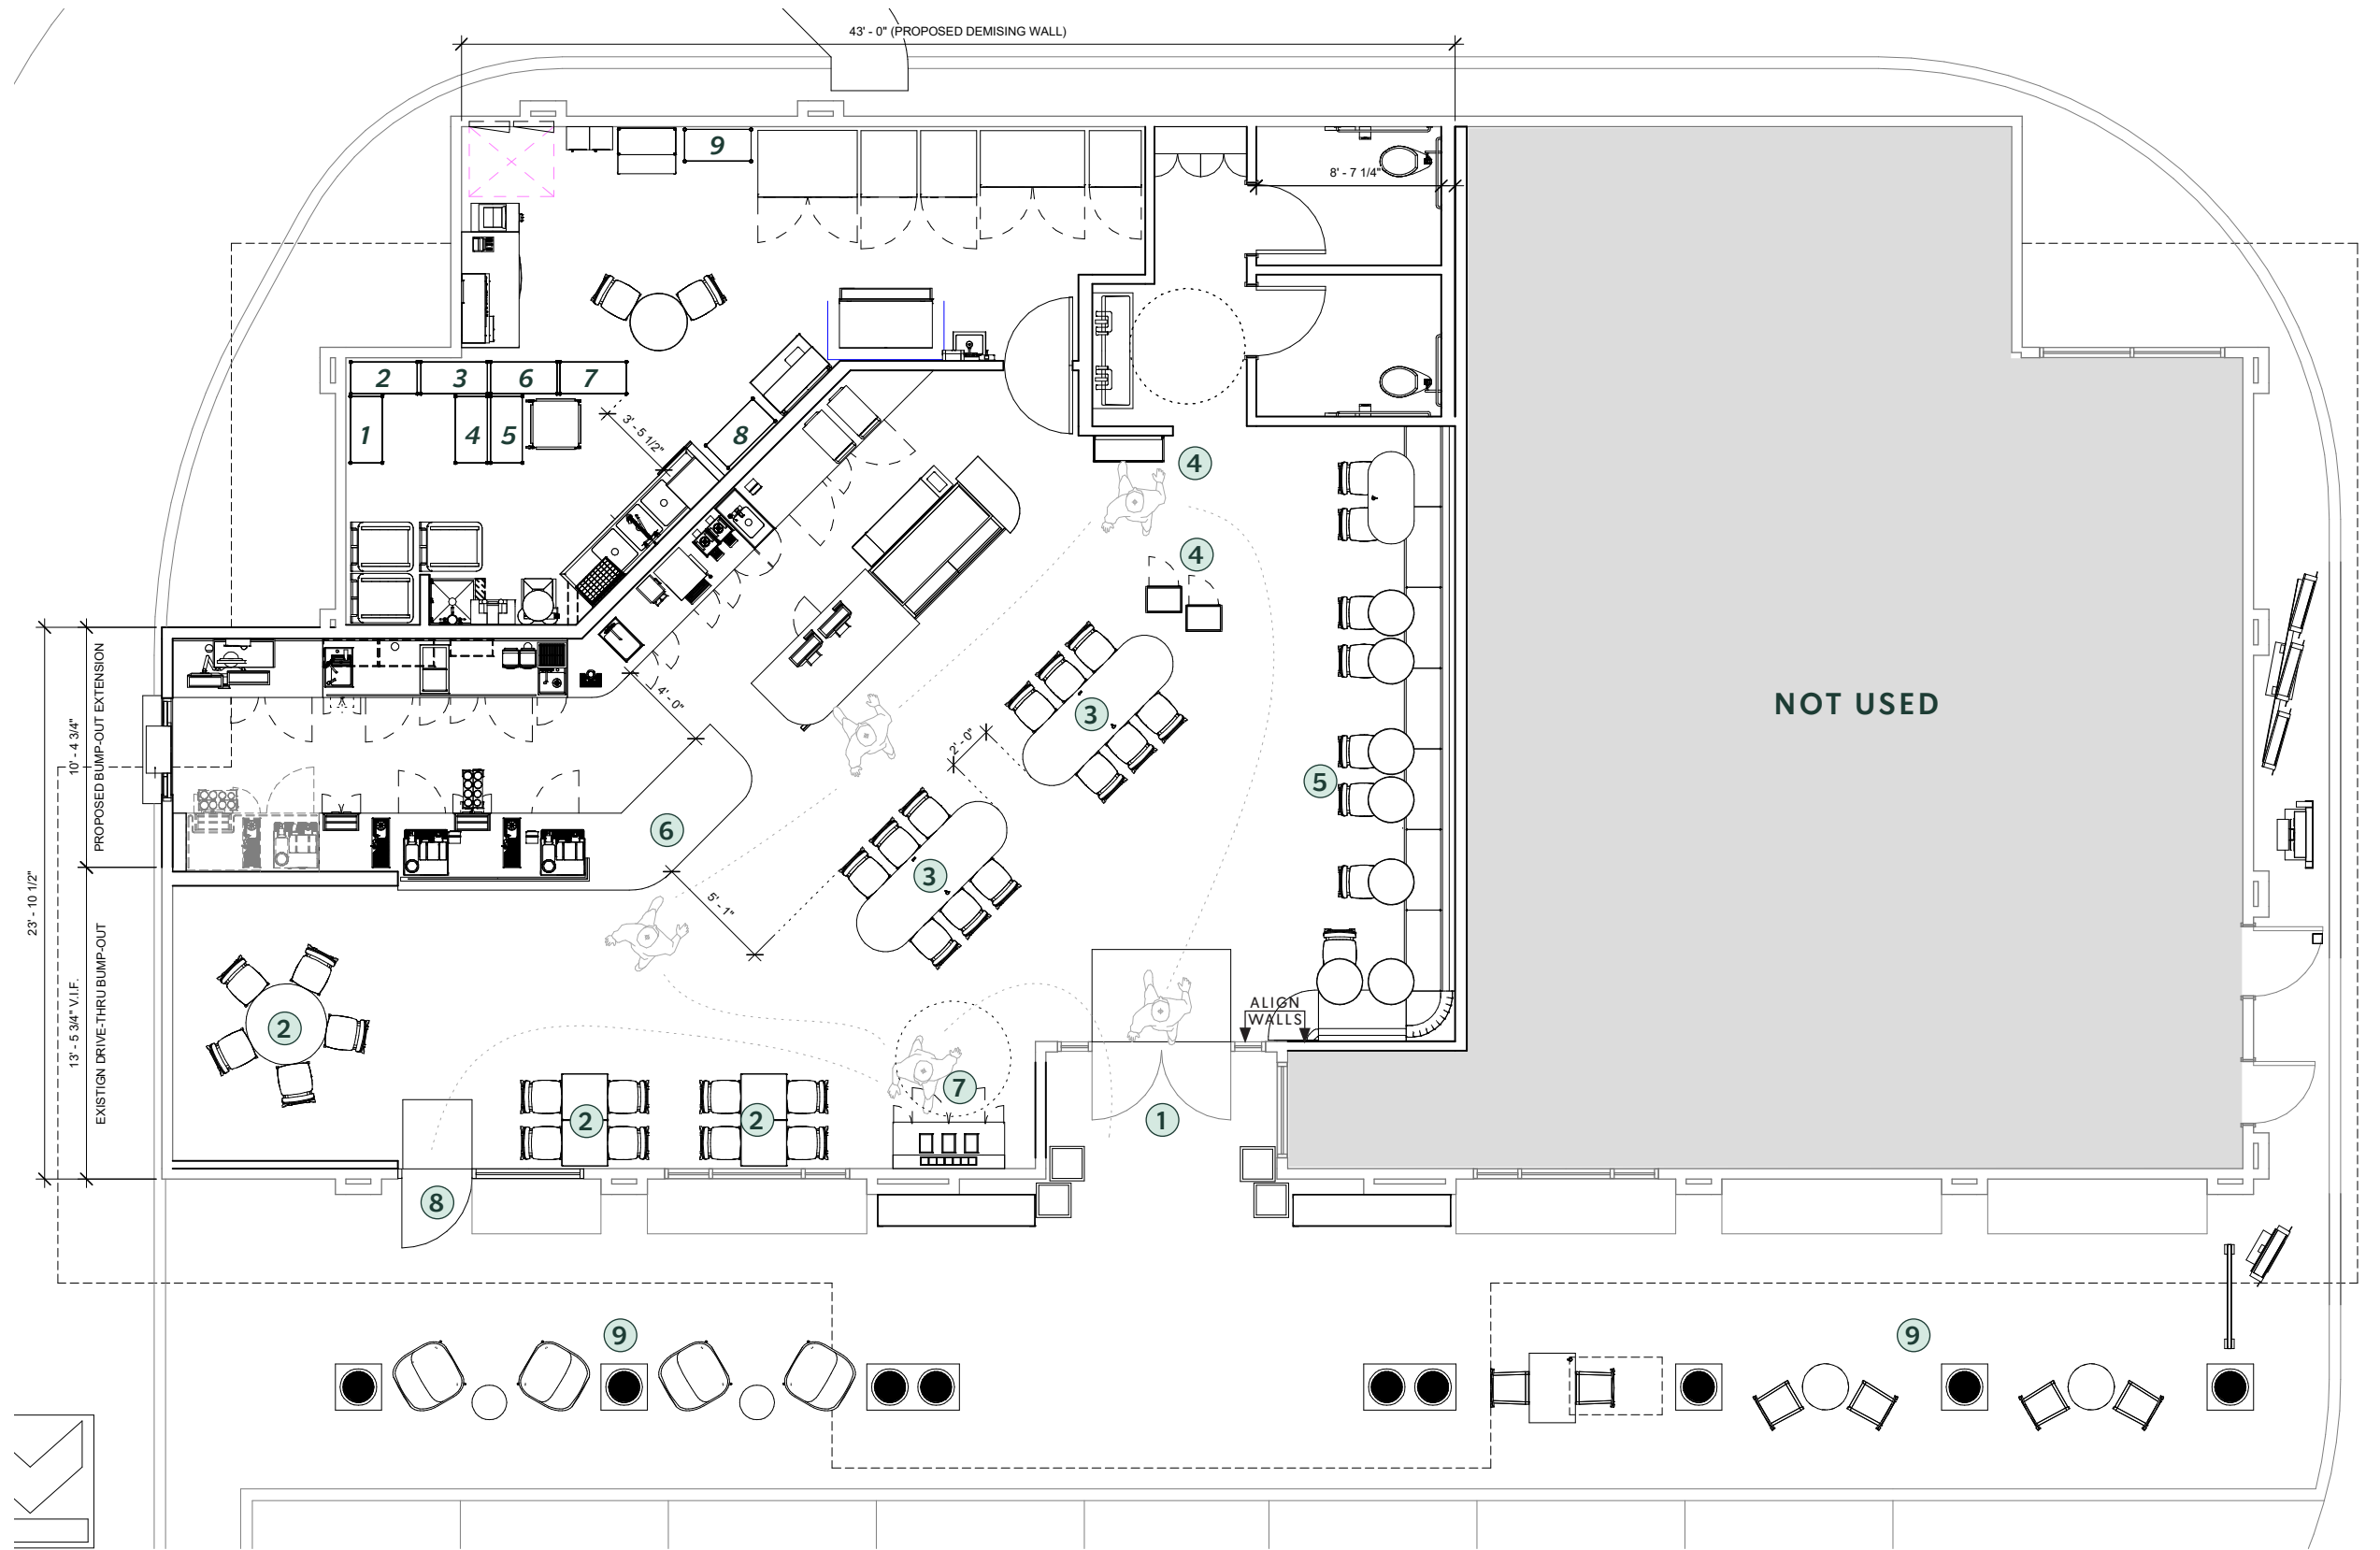 43' - 0" (PROPOSED DEMISING WALL)
9
8' - 7 1/4"
2
3
6
7
1
4
5
3' - 5 1/2"
8
4
4
10' - 4 3/4"
PROPOSED BUMP-OUT EXTENSION
4' - 0"
2' - 0"
3
NOT USED
5
6
3
5' - 1"
23' - 10 1/2"
13' - 5 3/4" V.I.F.
EXISTIGN DRIVE-THRU BUMP-OUT
2
ALIGN
WALLS
7
2
2
1
8
9
9